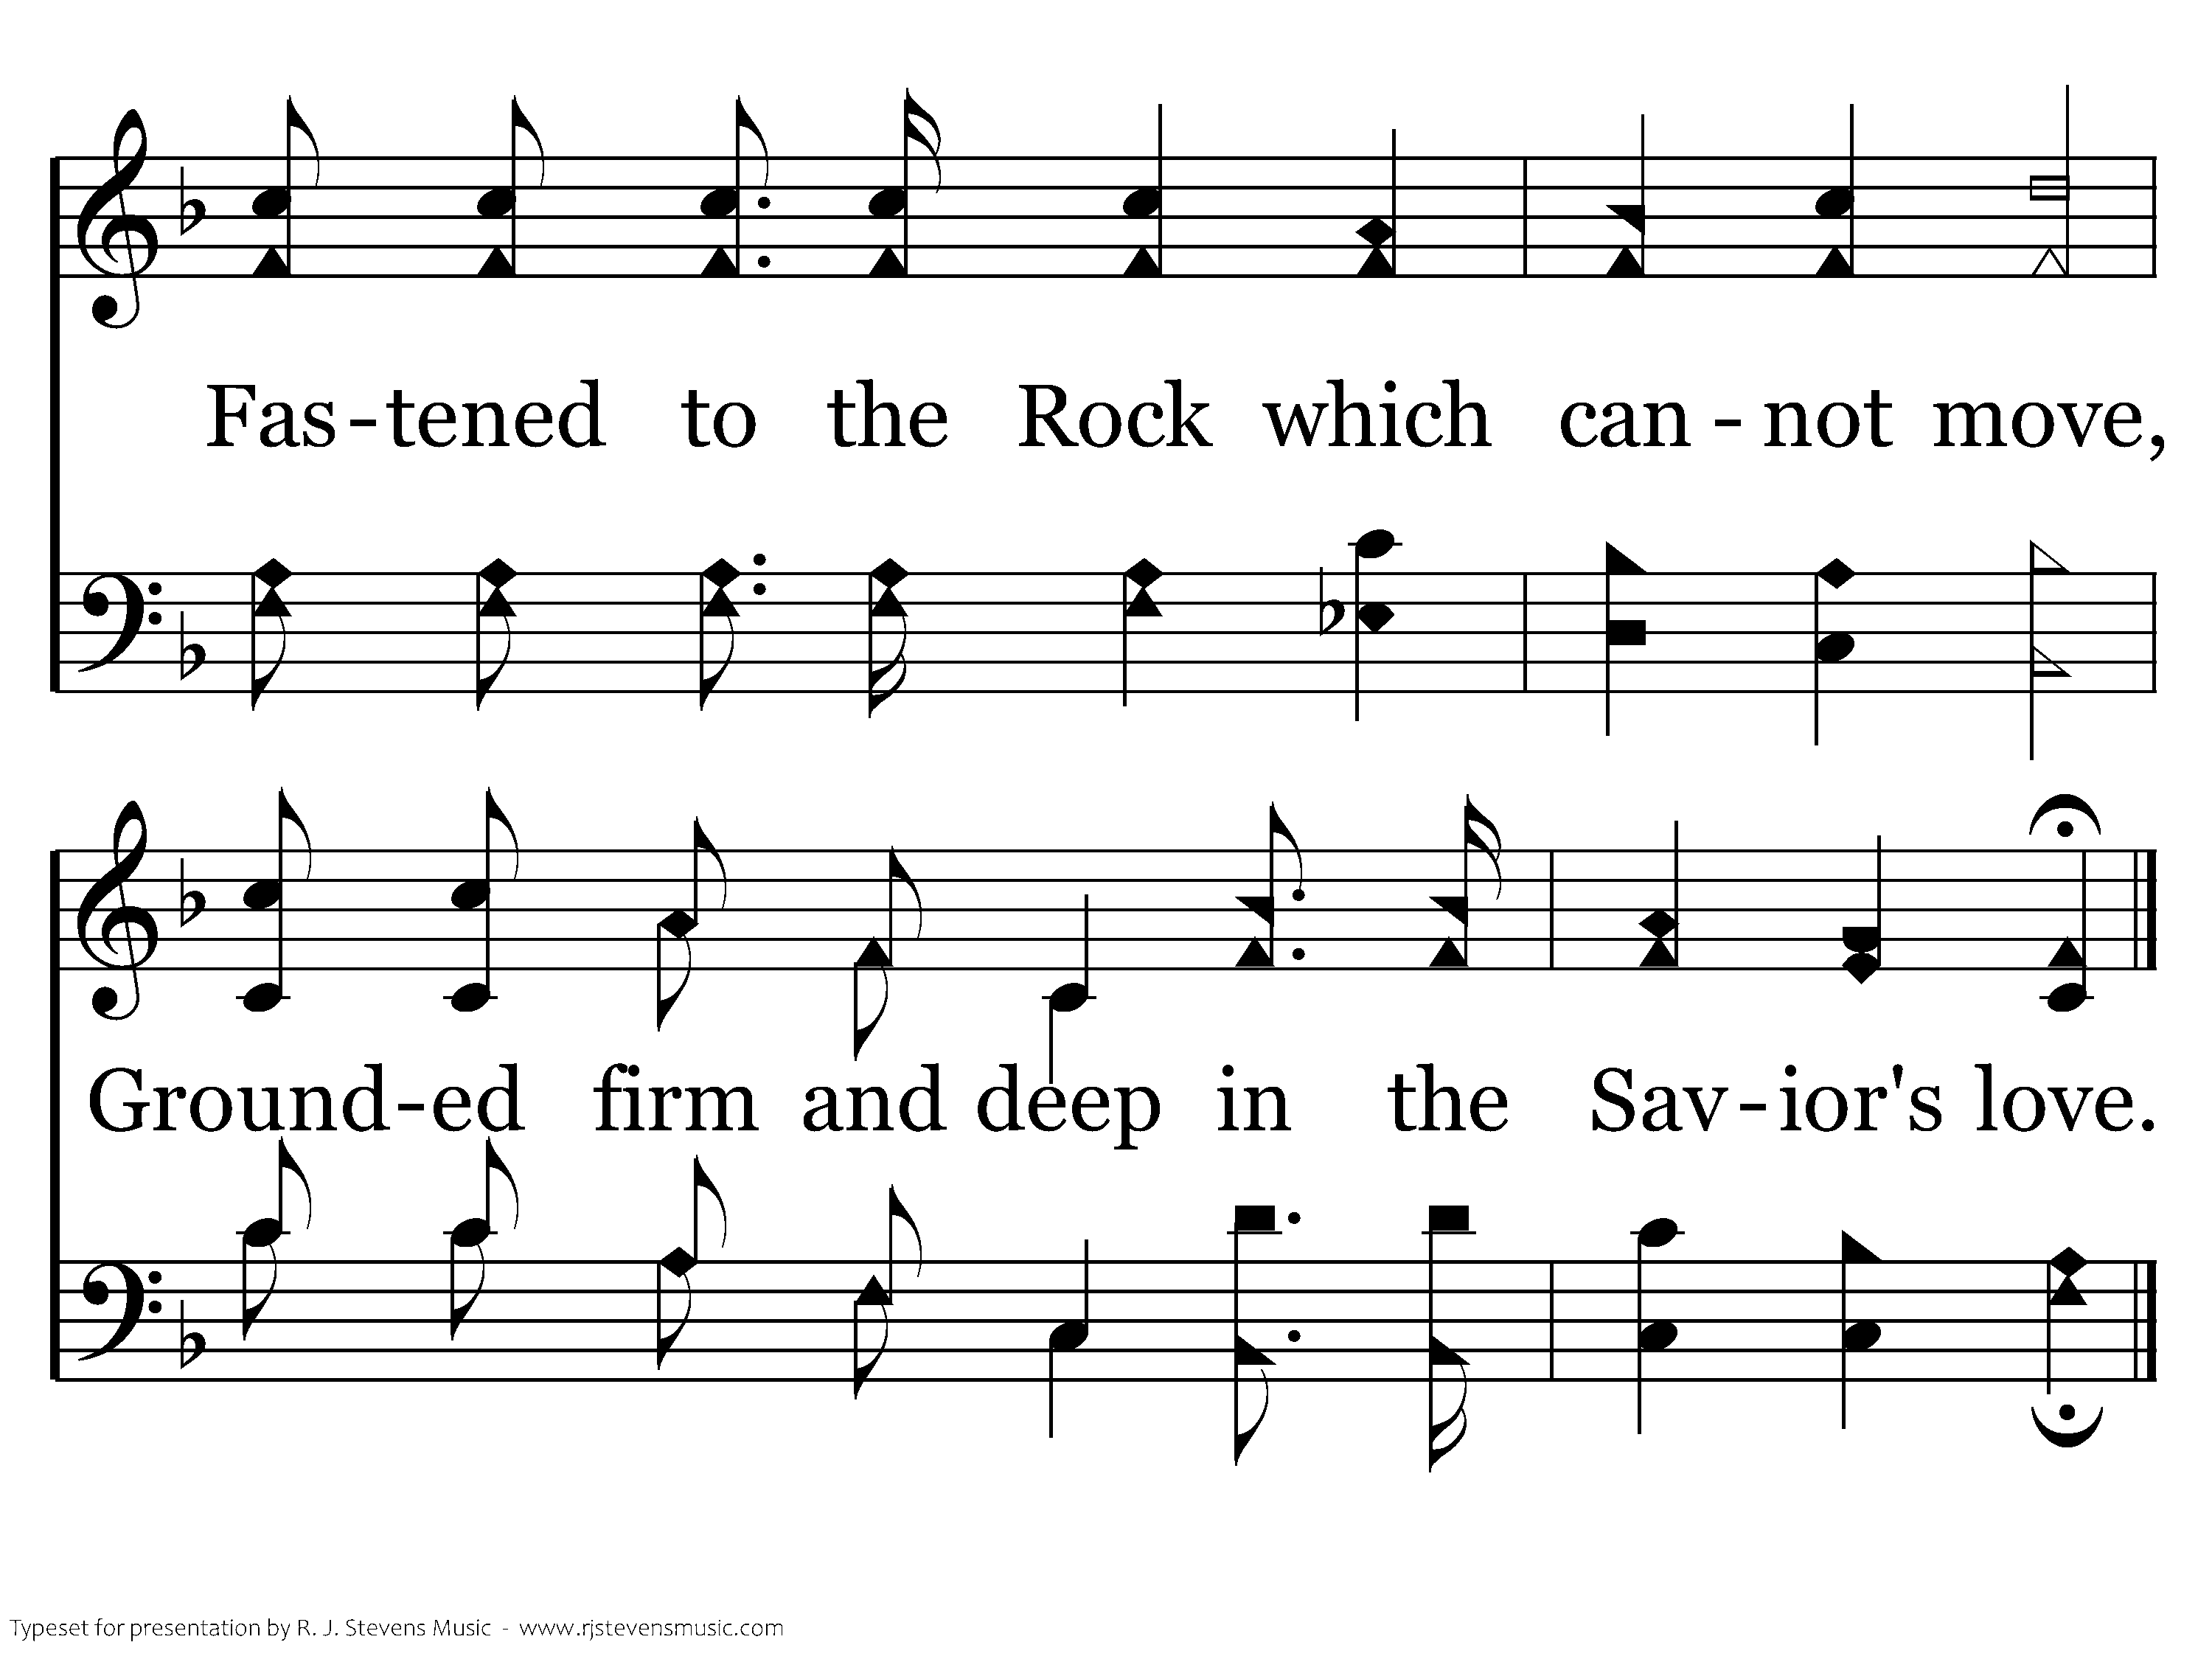 Fas - tened to the Rock which can - not move,
Ground - ed firm and deep in the Sav - ior's love.
Typeset for presentation by R. J. Stevens Music - www.rjstevensmusic.com